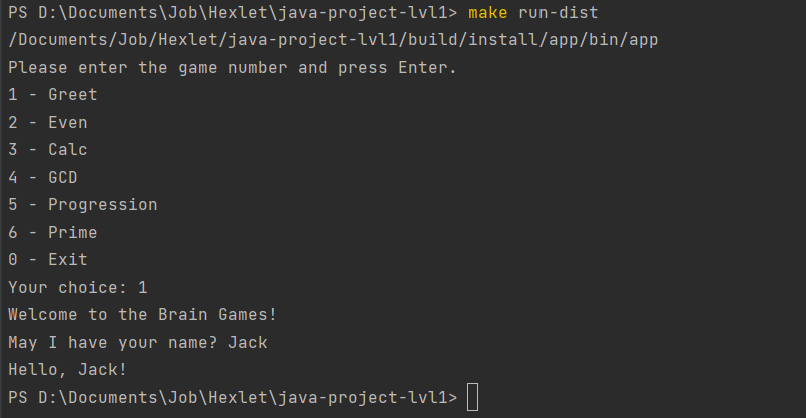 PS D:\Documents\Job\Hexlet\java-project-lvl1> make run-dist
/Documents/Job/Hexlet/java-project-lvl1/build/install/app/bin/app
Please enter the game number and press Enter.
1 - Greet
2 - Even
3 - Calc
4 - GCD
5 - Progression
6 - Prime
0 - Exit
Your choice: 1
Welcome to the Brain Games!
May I have your name? Jack
Hello, Jack!
PS D:\Documents\Job\Hexlet\java-project-lvl1>